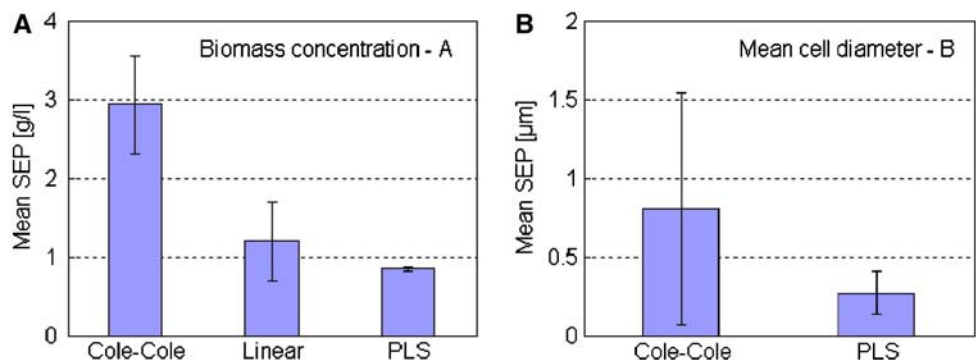 A
Biomass concentration - A
Mean SEP [g/l]
4
3
2
1
0
Cole-Cole Linear PLS
B
Mean cell diameter - B
Mean SEP [µm]
2
1.5
1
0.5
0
Cole-Cole PLS